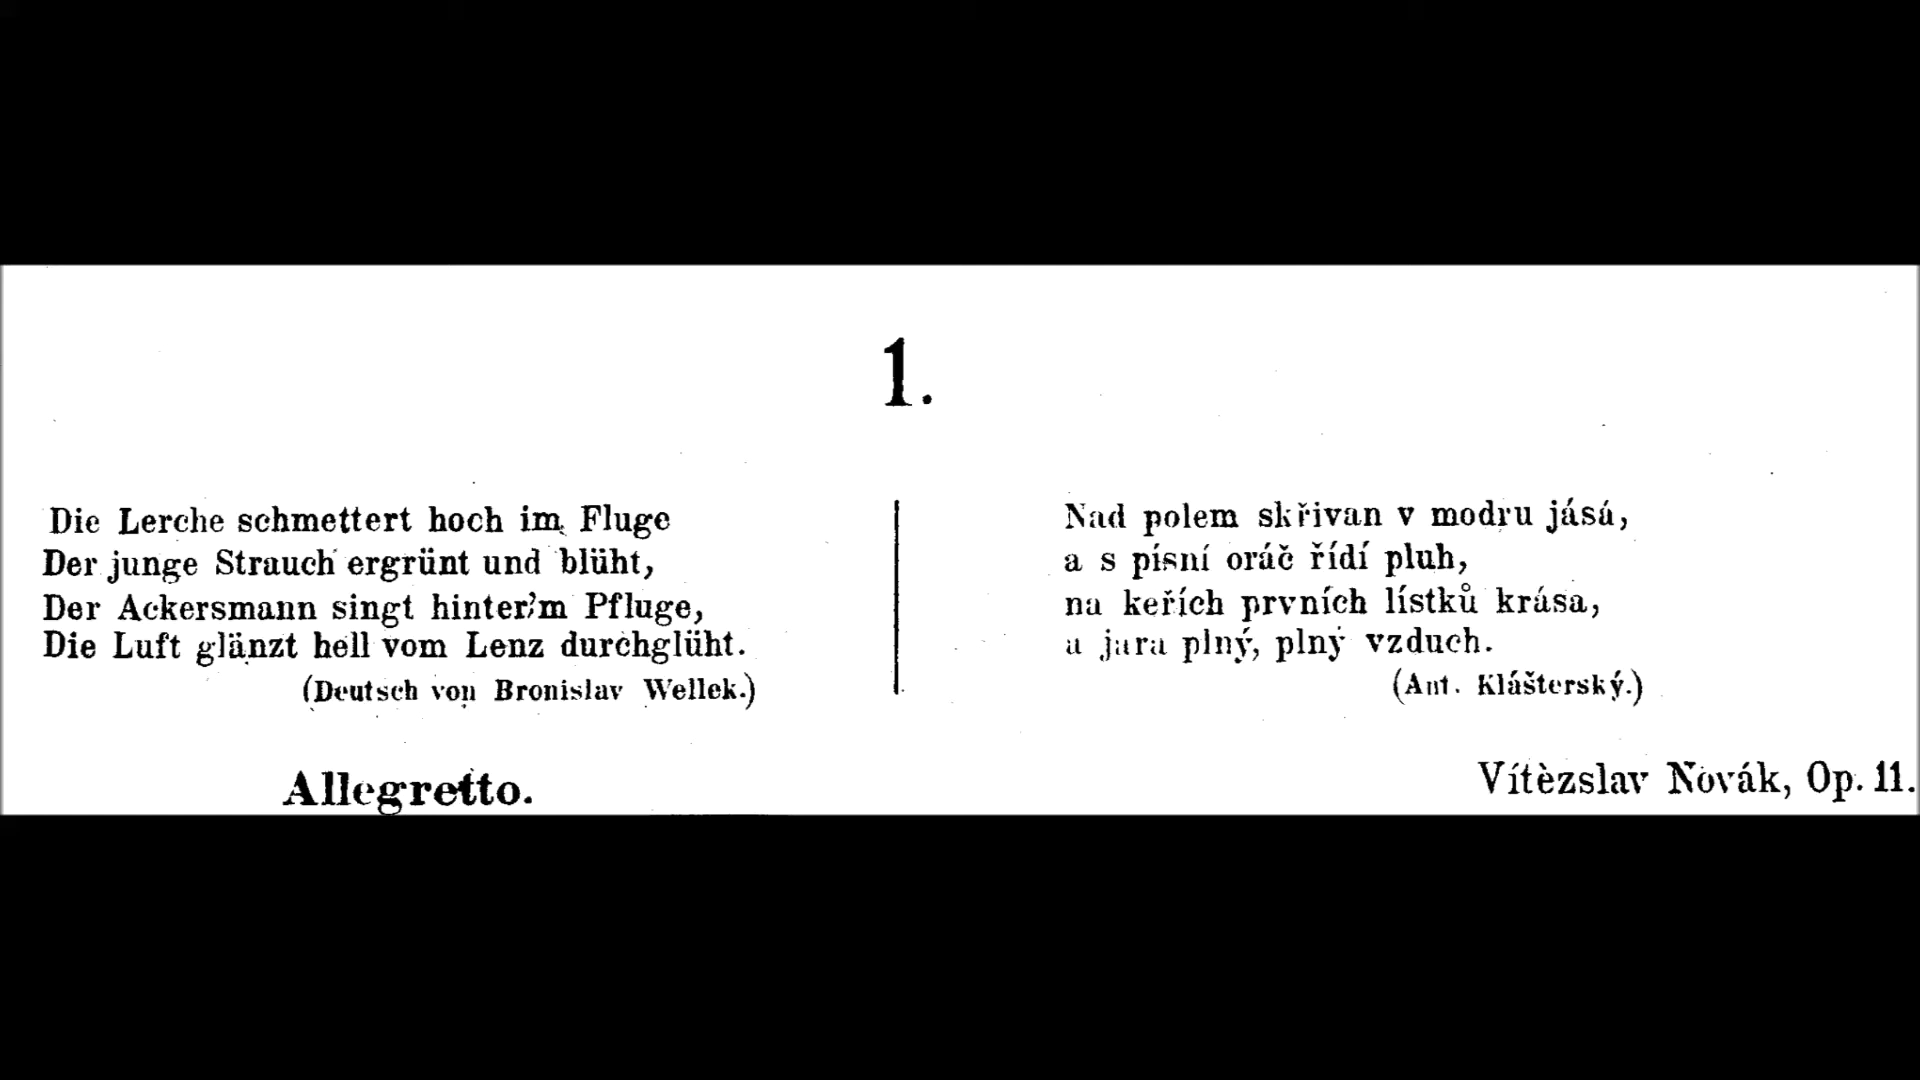 1.
Die Lerche schmettert hoch im Fluge
Der junge Strauch ergrünt und blüht,
Der Ackersmann singt hinter'm Pfluge,
Die Luft glänzt hell vom Lenz durchglüht.
(Deutsch von Bronislav Wellek.)
Nad polem skřivan v modru jásá,
a s písní oráč řídí pluh,
na keřích prvních lístků krása,
a jara plný, plný vzduch.
(Ant. Klášterský.)
Allegretto.
Vítèzslav Novák, Op. 11.